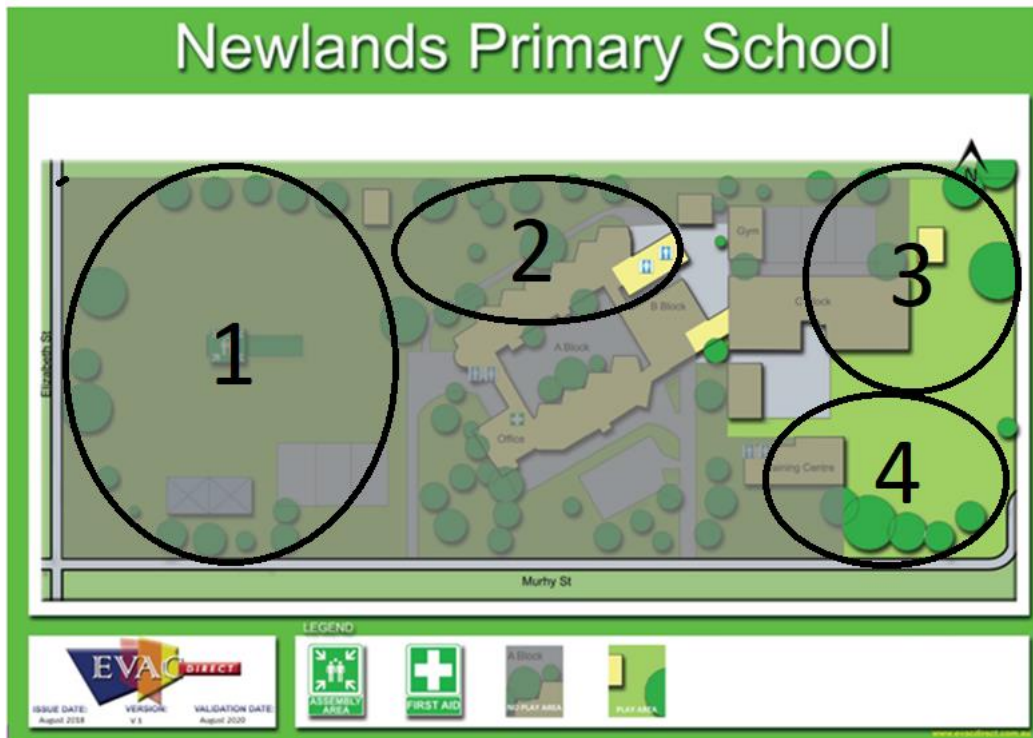 Newlands Primary School
N
1
2
3
4
Gym
B Block
C Block
A Block
Elizabeth St
Office
Training Centre
Murhy St
LEGEND
EVAC DIRECT
ISSUE DATE:
August 2018
VERSION:
V 1
VALIDATION DATE:
August 2020
ASSEMBLY AREA
FIRST AID
A Block
NO PLAY AREA
PLAY AREA